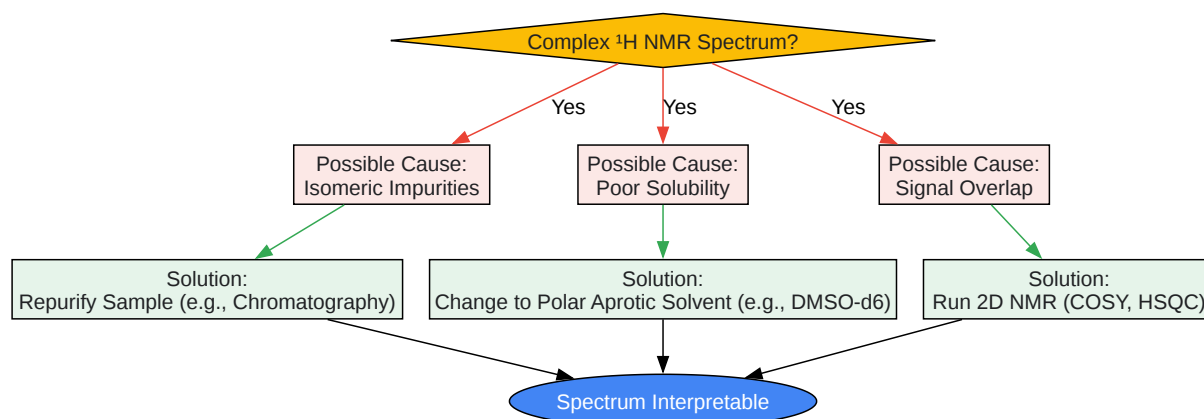 Complex ¹H NMR Spectrum?
Yes
Yes
Yes
Possible Cause:
Isomeric Impurities
Possible Cause:
Poor Solubility
Possible Cause:
Signal Overlap
Solution:
Repurify Sample (e.g., Chromatography)
Solution:
Change to Polar Aprotic Solvent (e.g., DMSO-d6)
Solution:
Run 2D NMR (COSY, HSQC)
Spectrum Interpretable